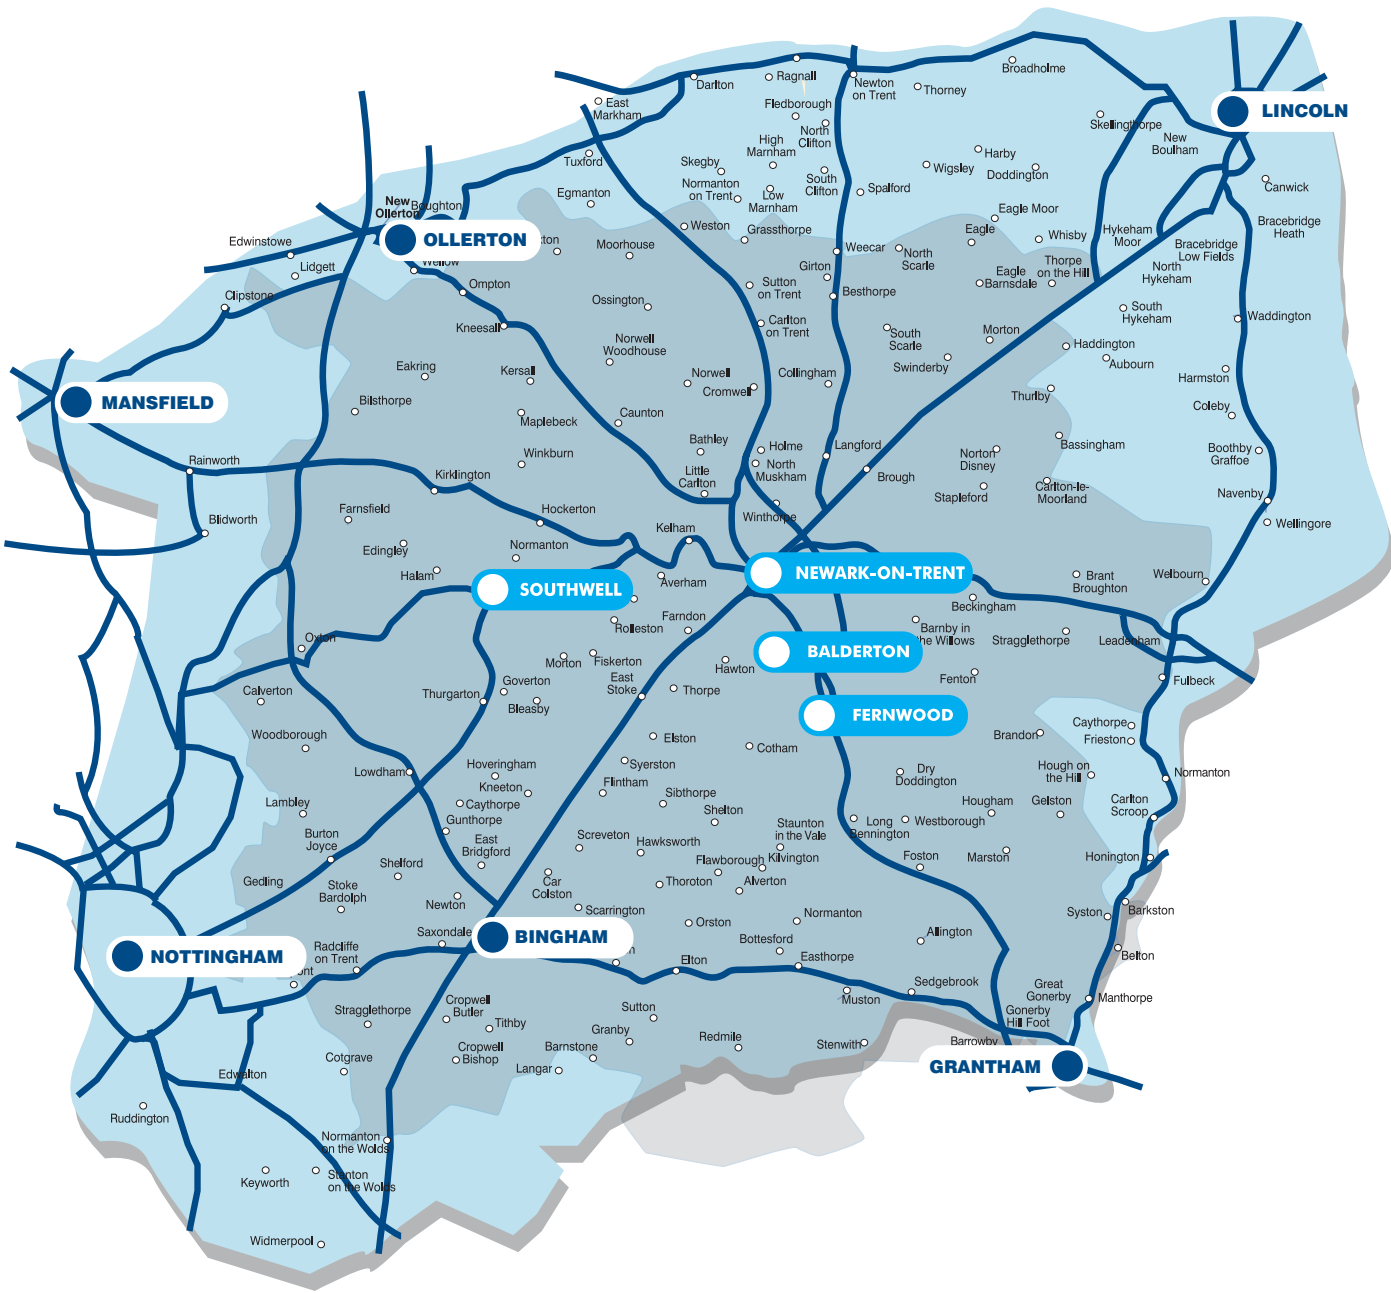 Broadholme
Ragnall
Darlton
Newton
on Trent
Thorney
East
Markham
Fledborough
LINCOLN
Skellingthorpe
North
Clifton
High
Marnham
New
Boulham
Tuxford
Skegby
Harby
Wigsley
Doddington
Normanton
on Trent
South
Clifton
Spalford
Canwick
Egmanton
Low
Marnham
New
Ollerton
Boughton
Eagle Moor
Weston
Grassthorpe
Eagle
Whisby
Hykeham
Moor
Bracebridge
Heath
Edwinstowe
OLLERTON
xton
Moorhouse
Weecar
North
Scarle
Bracebridge
Low Fields
Lidgett
Wellow
Girton
Eagle
Barnsdale
Thorpe
on the Hill
North
Hykeham
Clipstone
Ompton
Sutton
on Trent
Besthorpe
Ossington
South
Hykeham
Waddington
Kneesall
Carlton
on Trent
South
Scarle
Morton
Norwell
Woodhouse
Haddington
Aubourn
Eakring
Kersall
Norwell
Cromwell
Collingham
Swinderby
Harmston
MANSFIELD
Bilsthorpe
Thurlby
Maplebeck
Caunton
Coleby
Bathley
Holme
Langford
Bassingham
Rainworth
Winkburn
North
Muskham
Norton
Disney
Boothby
Graffoe
Kirklington
Little
Carlton
Brough
Stapleford
Carlton-le-
Moorland
Navenby
Farnsfield
Hockerton
Winthorpe
Wellingore
Blidworth
Kelham
Edingley
Normanton
Halam
SOUTHWELL
Averham
NEWARK-ON-TRENT
Brant
Broughton
Welbourn
Beckingham
Rolleston
Farndon
Barnby in
the Willows
Stragglethorpe
Leadenham
Oxton
BALDERTON
Morton
Fiskerton
Hawton
Fenton
Fulbeck
Calverton
Thurgarton
Goverton
Bleasby
East
Stoke
Thorpe
FERNWOOD
Woodborough
Elston
Cotham
Brandon
Caythorpe
Frieston
Lowdham
Hoveringham
Kneeton
Syerston
Flintham
Dry
Doddington
Hough on
the Hill
Normanton
Lambley
Caythorpe
Gunthorpe
Sibthorpe
Shelton
Hougham
Gelston
Carlton
Scroop
Burton
Joyce
East
Bridgford
Screveton
Hawksworth
Staunton
in the Vale
Long
Bennington
Westborough
Shelford
Flawborough
Kilvington
Foston
Marston
Honington
Gedling
Stoke
Bardolph
Newton
Car
Colston
Thoroton
Alverton
Scarrington
Orston
Normanton
Syston
Barkston
Saxondale
BINGHAM
Bottesford
Allington
NOTTINGHAM
Radcliffe
on Trent
Elton
Easthorpe
Belton
Sedgebrook
Muston
Great
Gonerby
Manthorpe
Stragglethorpe
Cropwell
Butler
Tithby
Sutton
Gonerby
Hill Foot
Granby
Redmile
Stenwith
Barrowby
Cotgrave
Cropwell
Bishop
Barnstone
Langar
GRANTHAM
Edwalton
Ruddington
Normanton
on the Wolds
Keyworth
Stanton
on the Wolds
Widmerpool